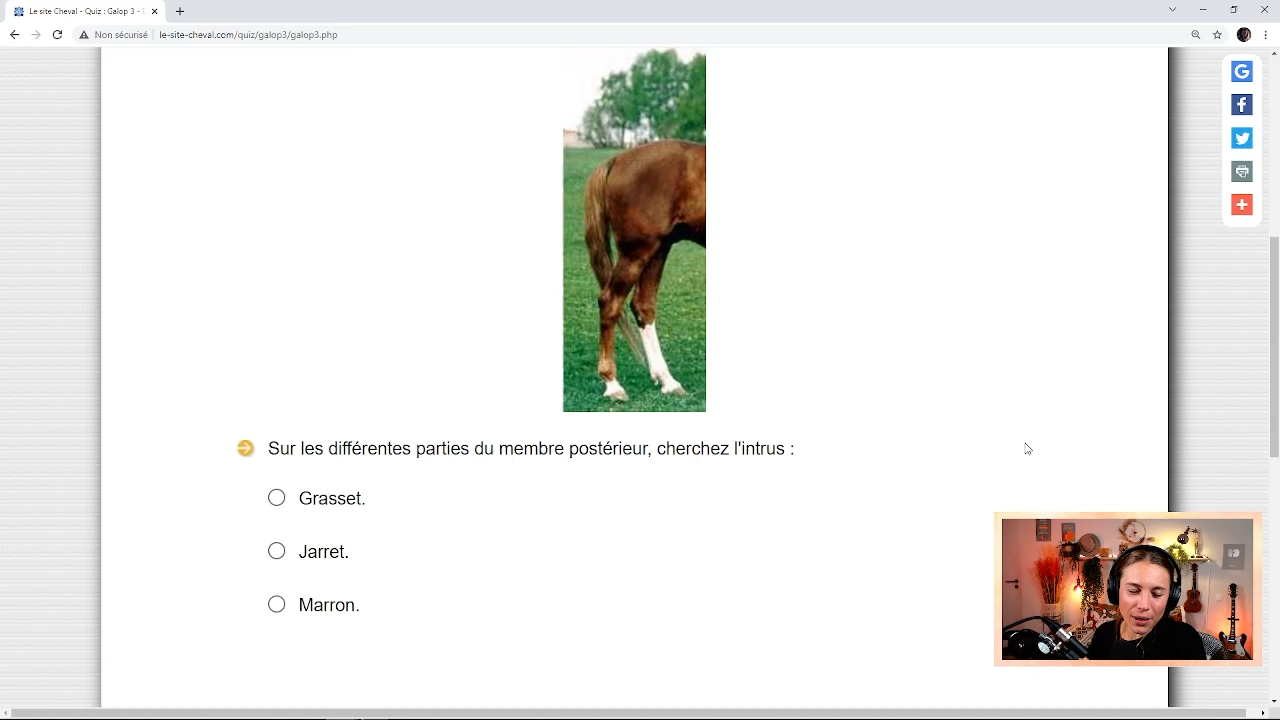 Le site Cheval - Quiz : Galop 3 -
Non sécurisé
le-site-cheval.com/quiz/galop3/galop3.php
Sur les différentes parties du membre postérieur, cherchez l'intrus :
Grasset.
Jarret.
Marron.